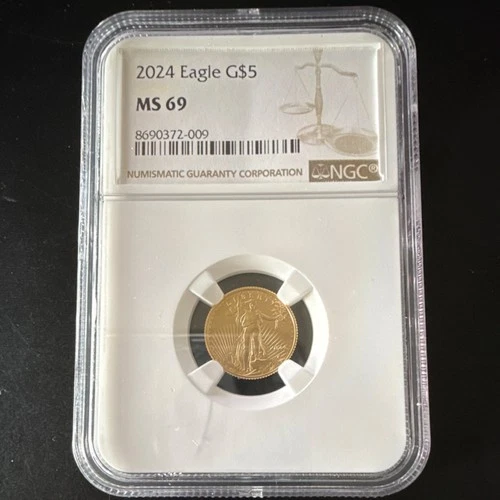 2024 Eagle G$5
MS 69
8690372-009
NUMISMATIC GUARANTY CORPORATION
NGC®
LIBERTY